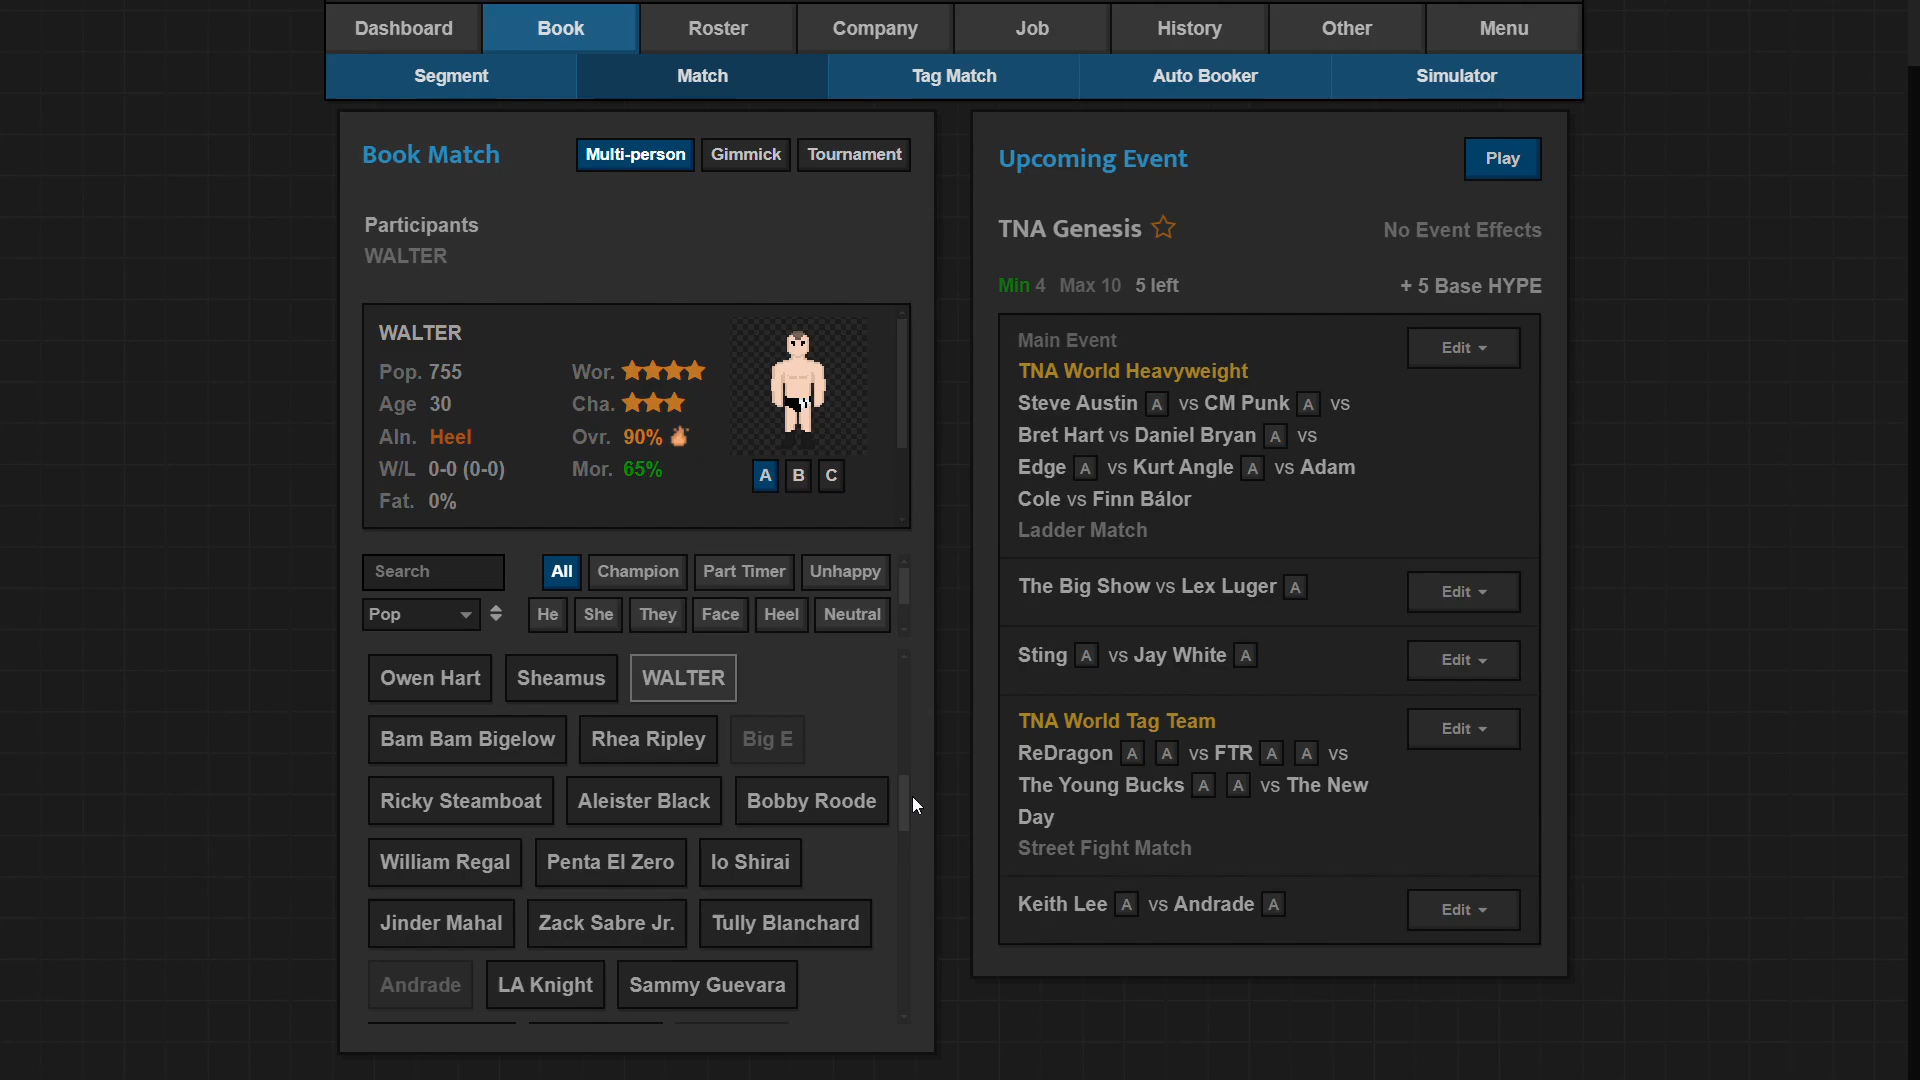 Dashboard Book Roster Company Job History Other Menu
Segment Match Tag Match Auto Booker Simulator
Book Match Multi-person Gimmick Tournament
Participants
WALTER
WALTER
Pop. 755 Wor.
Age 30 Cha.
Aln. Heel Ovr. 90%
W/L 0-0 (0-0) Mor. 65%
Fat. 0%
A B C
Search All Champion Part Timer Unhappy
Pop He She They Face Heel Neutral
Owen Hart Sheamus WALTER
Bam Bam Bigelow Rhea Ripley Big E
Ricky Steamboat Aleister Black Bobby Roode
William Regal Penta El Zero Io Shirai
Jinder Mahal Zack Sabre Jr. Tully Blanchard
Andrade LA Knight Sammy Guevara
Upcoming Event Play
TNA Genesis No Event Effects
Min 4 Max 10 5 left + 5 Base HYPE
Main Event Edit
TNA World Heavyweight
Steve Austin A vs CM Punk A vs
Bret Hart vs Daniel Bryan A vs
Edge A vs Kurt Angle A vs Adam
Cole vs Finn Bálor
Ladder Match
The Big Show vs Lex Luger A Edit
Sting A vs Jay White A Edit
TNA World Tag Team Edit
ReDragon A A vs FTR A A vs
The Young Bucks A A vs The New
Day
Street Fight Match
Keith Lee A vs Andrade A Edit